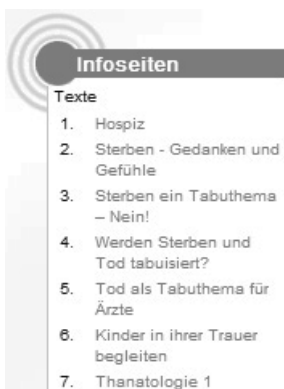 Infoseiten
Texte
1. Hospiz
2. Sterben - Gedanken und
Gefühle
3. Sterben ein Tabuthema
– Nein!
4. Werden Sterben und
Tod tabuisiert?
5. Tod als Tabuthema für
Ärzte
6. Kinder in ihrer Trauer
begleiten
7. Thanatologie 1